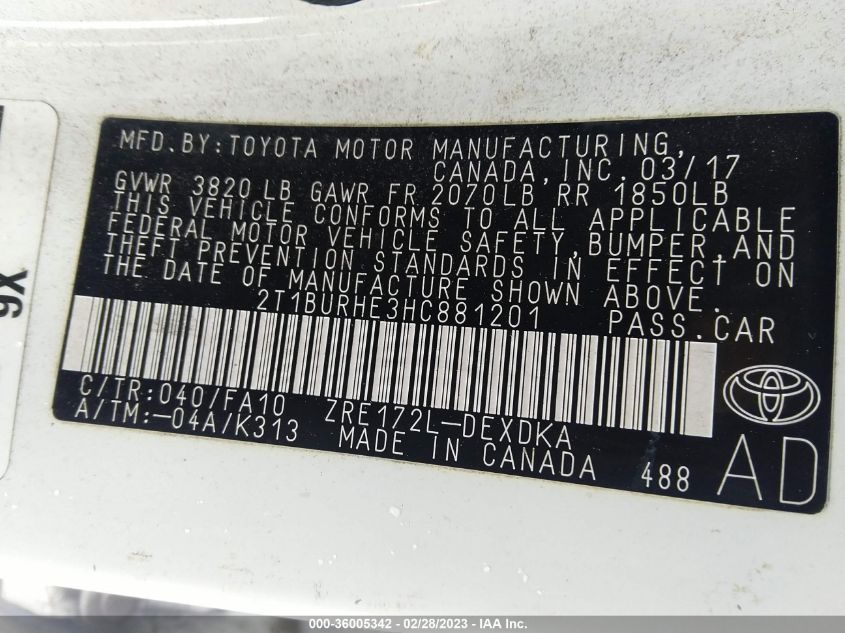 MFD.BY:TOYOTA MOTOR MANUFACTURING,
CANADA,INC. 03/17
GVWR 3820 LB GAWR FR 2070LB RR 1850LB
THIS VEHICLE CONFORMS TO ALL APPLICABLE
FEDERAL MOTOR VEHICLE SAFETY,BUMPER,AND
THEFT PREVENTION STANDARDS IN EFFECT ON
THE DATE OF MANUFACTURE SHOWN ABOVE.
2T1BURHE3HC881201 PASS.CAR
C/TR:040/FA10 ZRE172L-DEXDKA
A/TM:-04A/K313 MADE IN CANADA 488
AD
9X
000-36005342 - 02/28/2023 - IAA Inc.